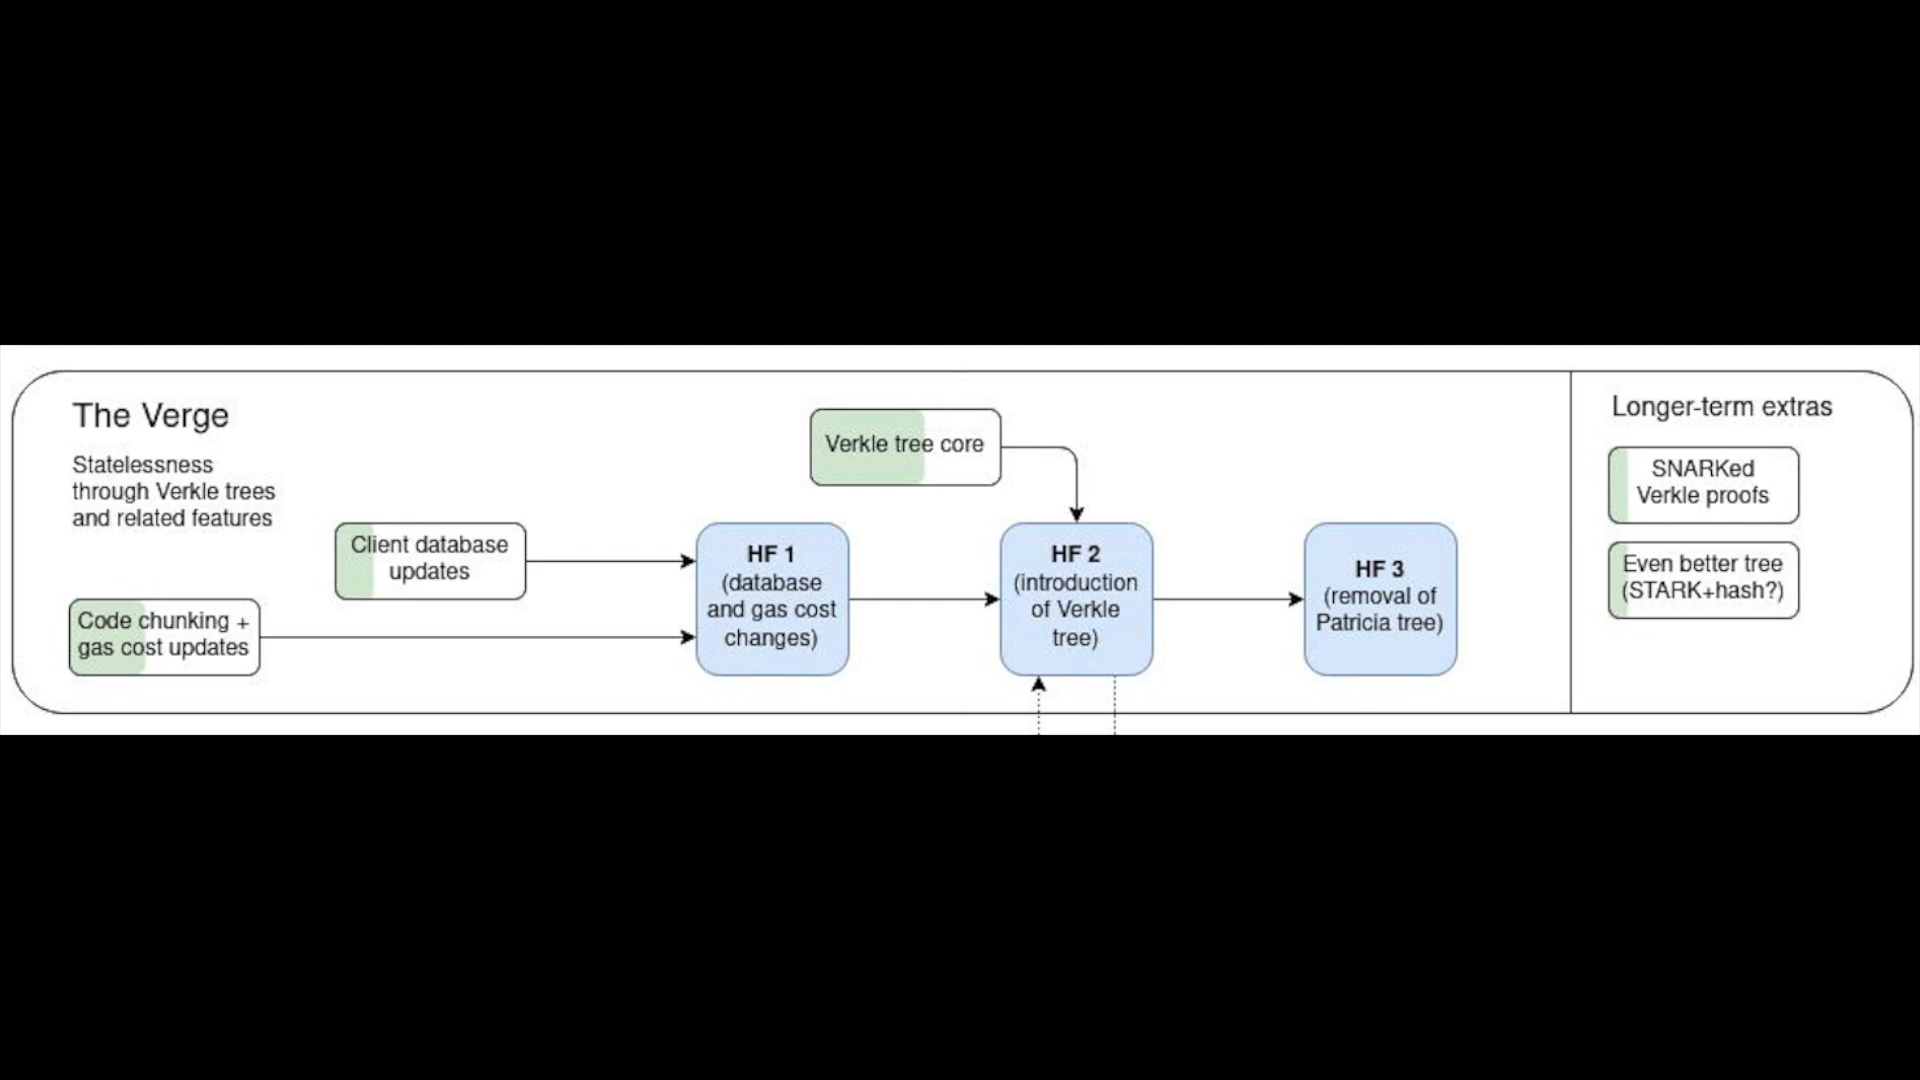 The Verge
Statelessness
through Verkle trees
and related features
Code chunking +
gas cost updates
Client database
updates
HF 1
(database
and gas cost
changes)
Verkle tree core
HF 2
(introduction
of Verkle
tree)
HF 3
(removal of
Patricia tree)
Longer-term extras
SNARKed
Verkle proofs
Even better tree
(STARK+hash?)